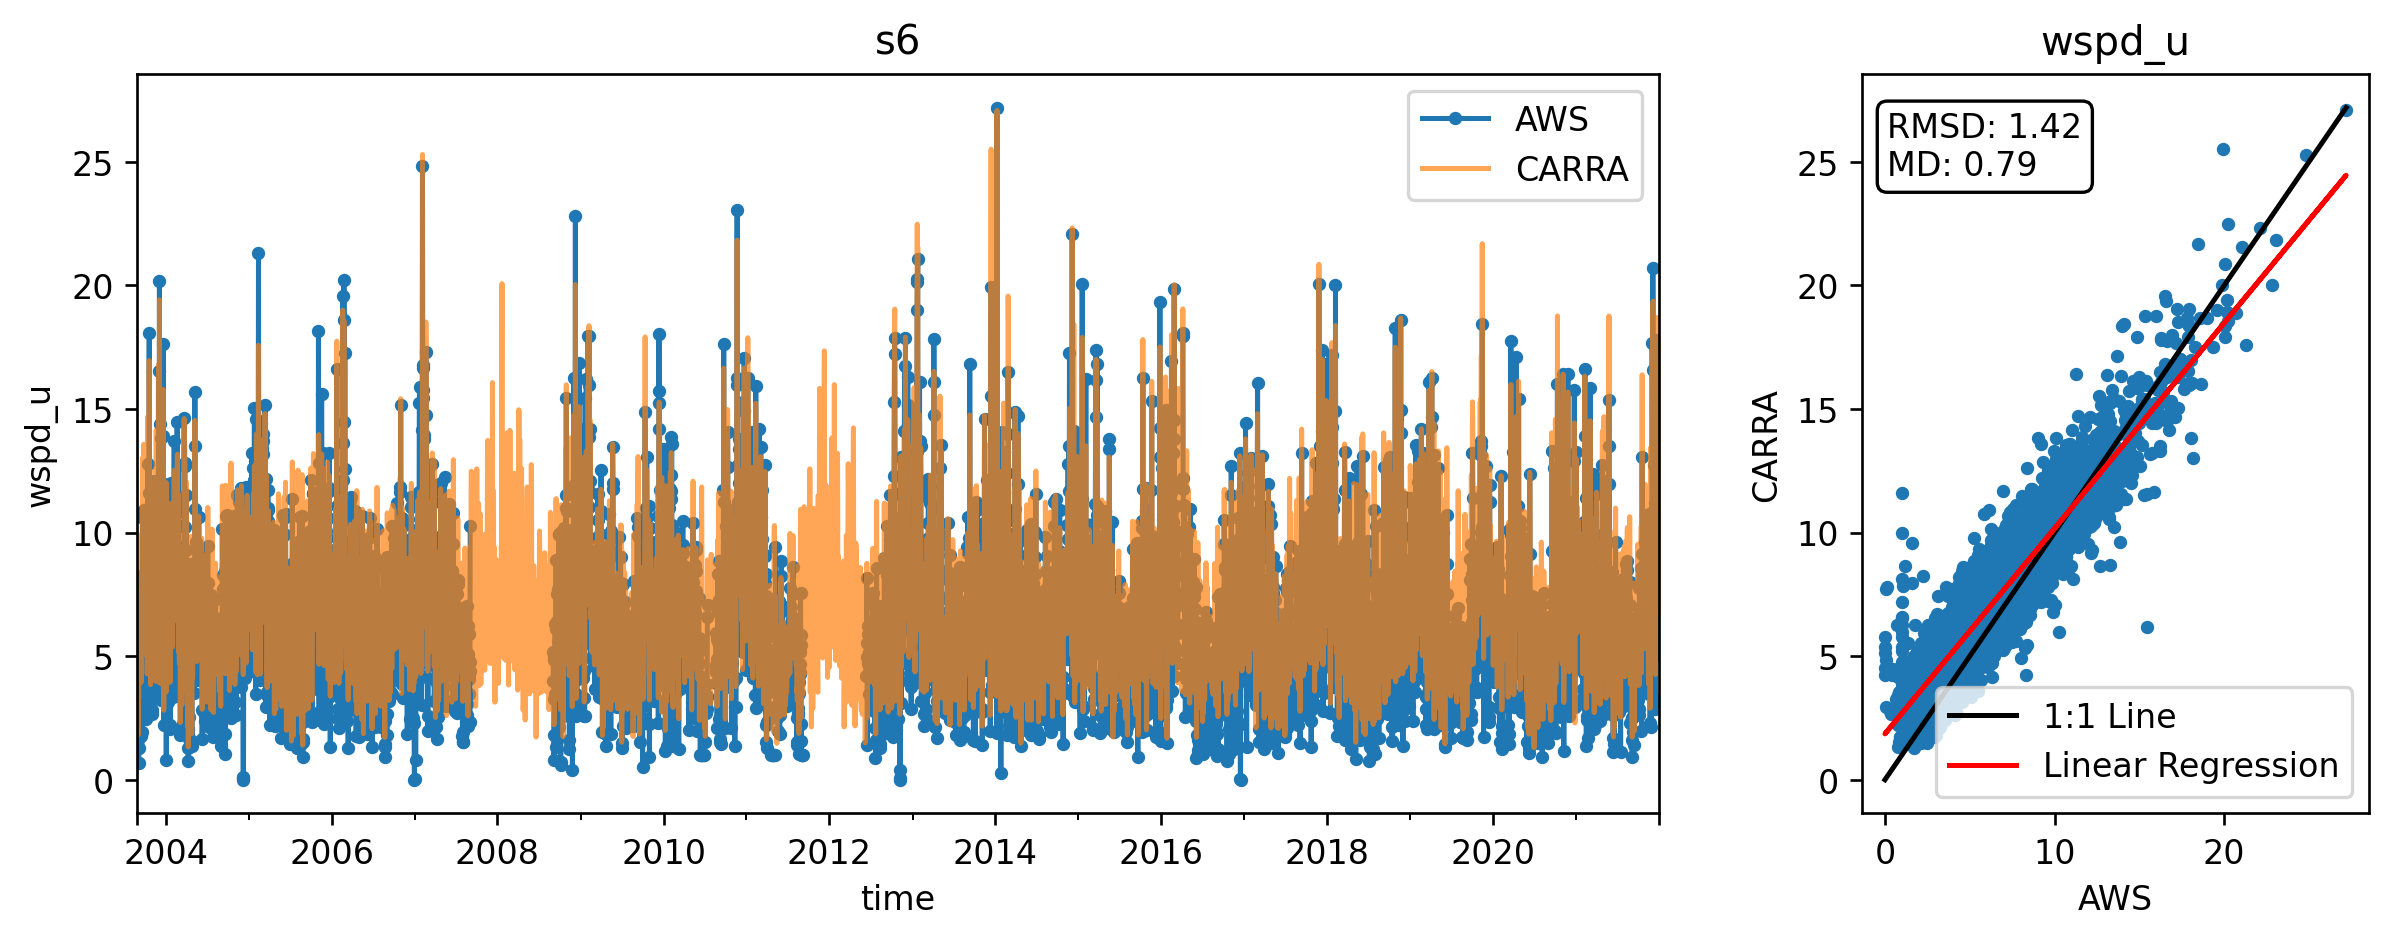 s6
wspd_u
25
20
15
10
5
0
AWS
CARRA
2004 2006 2008 2010 2012 2014 2016 2018 2020
time
wspd_u
CARRA
25
20
15
10
5
0
RMSD: 1.42
MD: 0.79
1:1 Line
Linear Regression
0 10 20
AWS